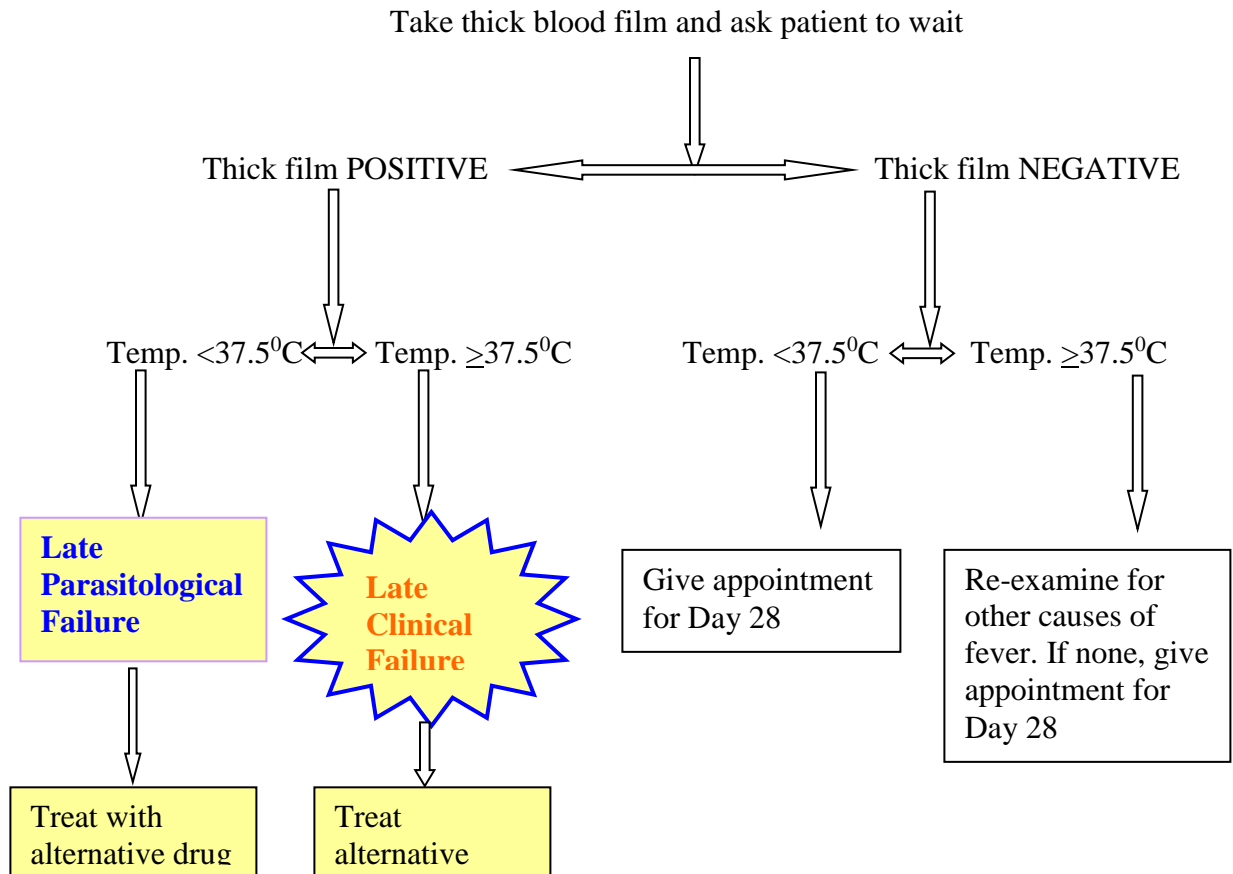 Take thick blood film and ask patient to wait
Thick film POSITIVE
Thick film NEGATIVE
Temp. <37.5⁰C
Temp. ≥37.5⁰C
Temp. <37.5⁰C
Temp. ≥37.5⁰C
Late
Parasitological
Failure
Late
Clinical
Failure
Give appointment
for Day 28
Re-examine for
other causes of
fever. If none, give
appointment for
Day 28
Treat with
alternative drug
Treat
alternative